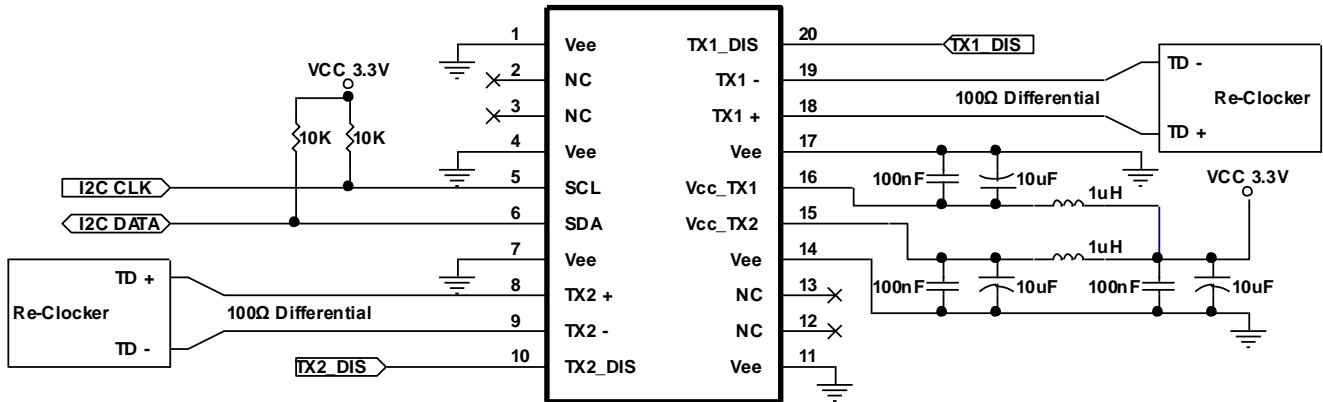 1 Vee TX1_DIS 20 TX1_DIS
VCC 3.3V 2 NC TX1 - 19 TD -
100Ω Differential Re-Clocker
10K 10K 3 NC TX1 + 18 TD +
4 Vee Vee 17
I2C CLK 5 SCL Vcc_TX1 16 100nF 10uF 1uH VCC 3.3V
I2C DATA 6 SDA Vcc_TX2 15
7 Vee Vee 14 1uH
TD + 8 TX2 + NC 13 100nF 10uF 100nF 10uF
Re-Clocker 100Ω Differential
TD - 9 TX2 - NC 12
TX2_DIS 10 TX2_DIS Vee 11